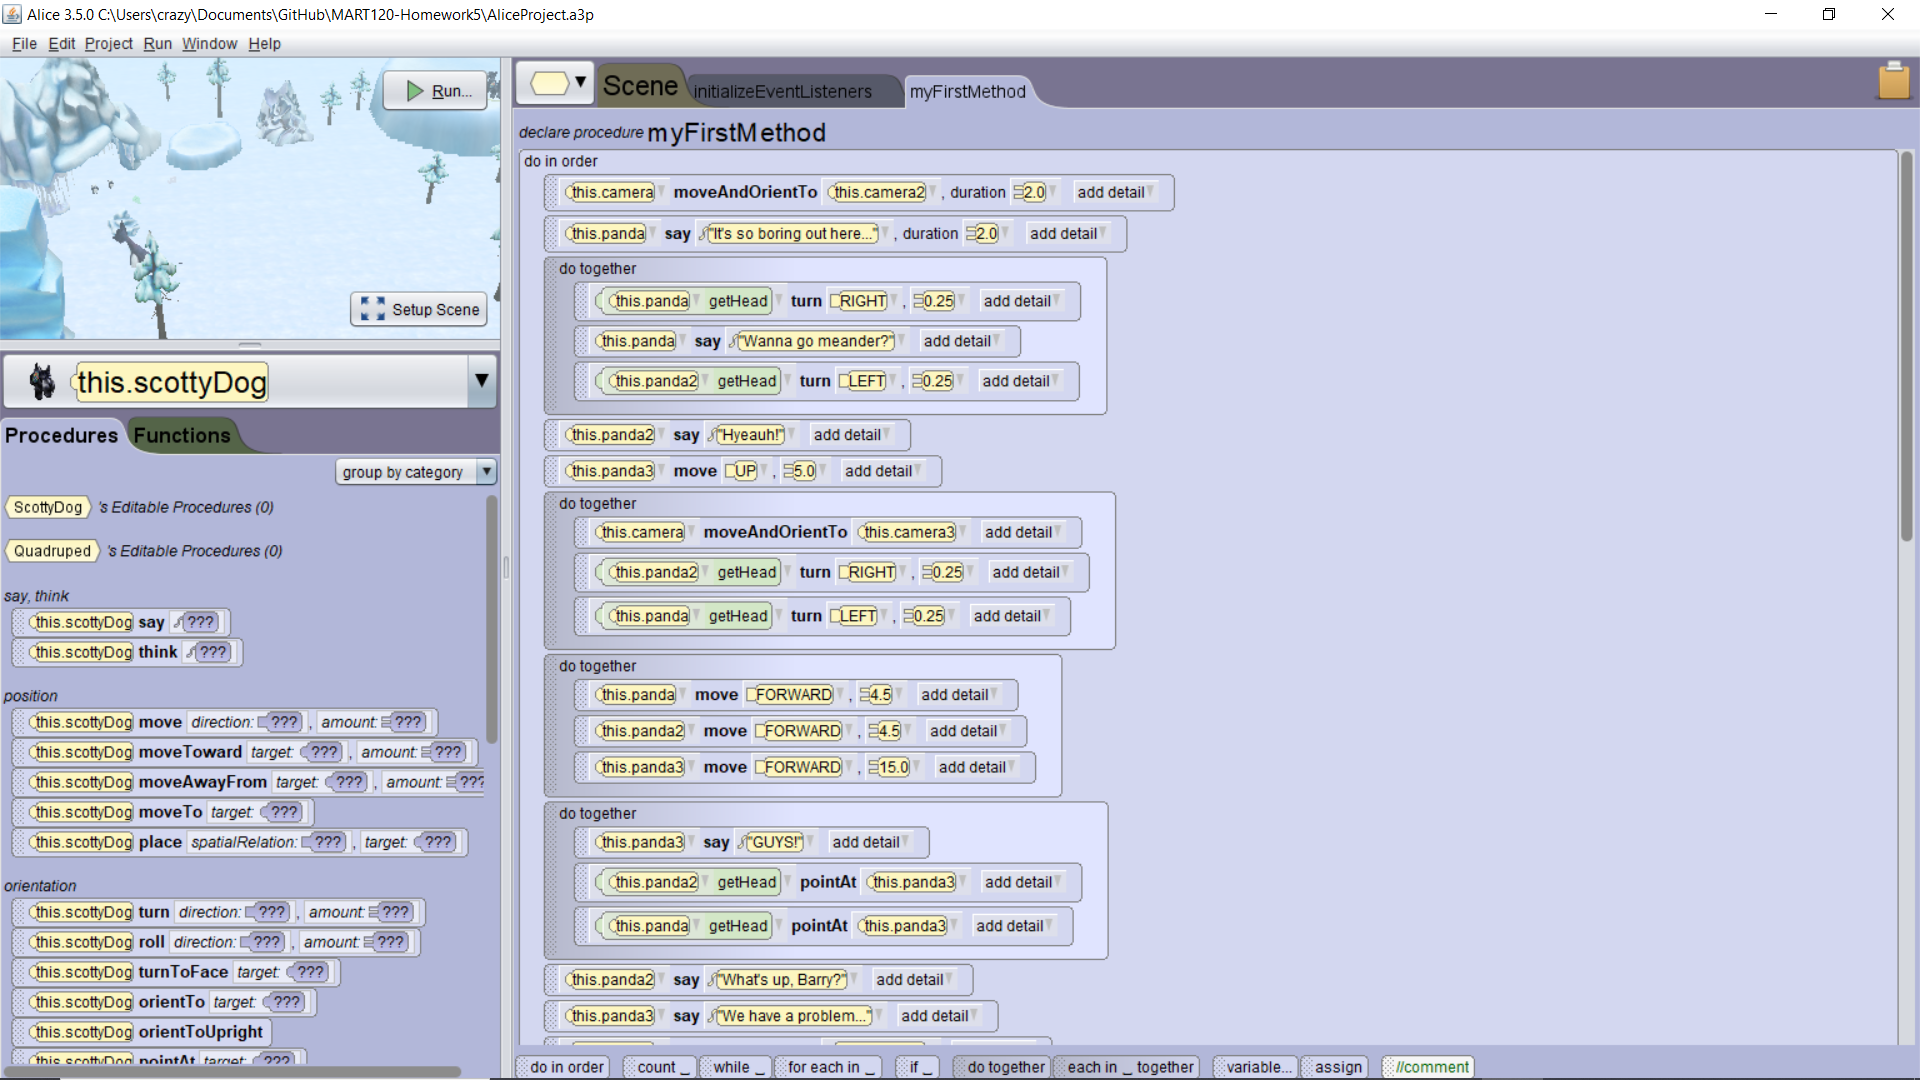 Alice 3.5.0 C:\Users\crazy\Documents\GitHub\MART120-Homework5\AliceProject.a3p
File Edit Project Run Window Help
Run...
Setup Scene
this.scottyDog
Procedures Functions
group by category
ScottyDog 's Editable Procedures (0)
Quadruped 's Editable Procedures (0)
say, think
this.scottyDog say ???
this.scottyDog think ???
position
this.scottyDog move direction: ??? , amount: ???
this.scottyDog moveToward target: ??? , amount: ???
this.scottyDog moveAwayFrom target: ??? , amount: ???
this.scottyDog moveTo target: ???
this.scottyDog place spatialRelation: ??? , target: ???
orientation
this.scottyDog turn direction: ??? , amount: ???
this.scottyDog roll direction: ??? , amount: ???
this.scottyDog turnToFace target: ???
this.scottyDog orientTo target: ???
this.scottyDog orientToUpright
this.scottyDog pointAt target: ???
Scene initializeEventListeners myFirstMethod
declare procedure myFirstMethod
do in order
this.camera moveAndOrientTo this.camera2 , duration 2.0 add detail
this.panda say "It's so boring out here..." , duration 2.0 add detail
do together
this.panda getHead turn RIGHT , 0.25 add detail
this.panda say "Wanna go meander?" add detail
this.panda2 getHead turn LEFT , 0.25 add detail
this.panda2 say "Hyeauh!" add detail
this.panda3 move UP , 5.0 add detail
do together
this.camera moveAndOrientTo this.camera3 add detail
this.panda2 getHead turn RIGHT , 0.25 add detail
this.panda getHead turn LEFT , 0.25 add detail
do together
this.panda move FORWARD , 4.5 add detail
this.panda2 move FORWARD , 4.5 add detail
this.panda3 move FORWARD , 15.0 add detail
do together
this.panda3 say "GUYS!" add detail
this.panda2 getHead pointAt this.panda3 add detail
this.panda getHead pointAt this.panda3 add detail
this.panda2 say "What's up, Barry?" add detail
this.panda3 say "We have a problem..." add detail
do in order count _ while _ for each in _ if _ do together each in _ together variable... assign //comment